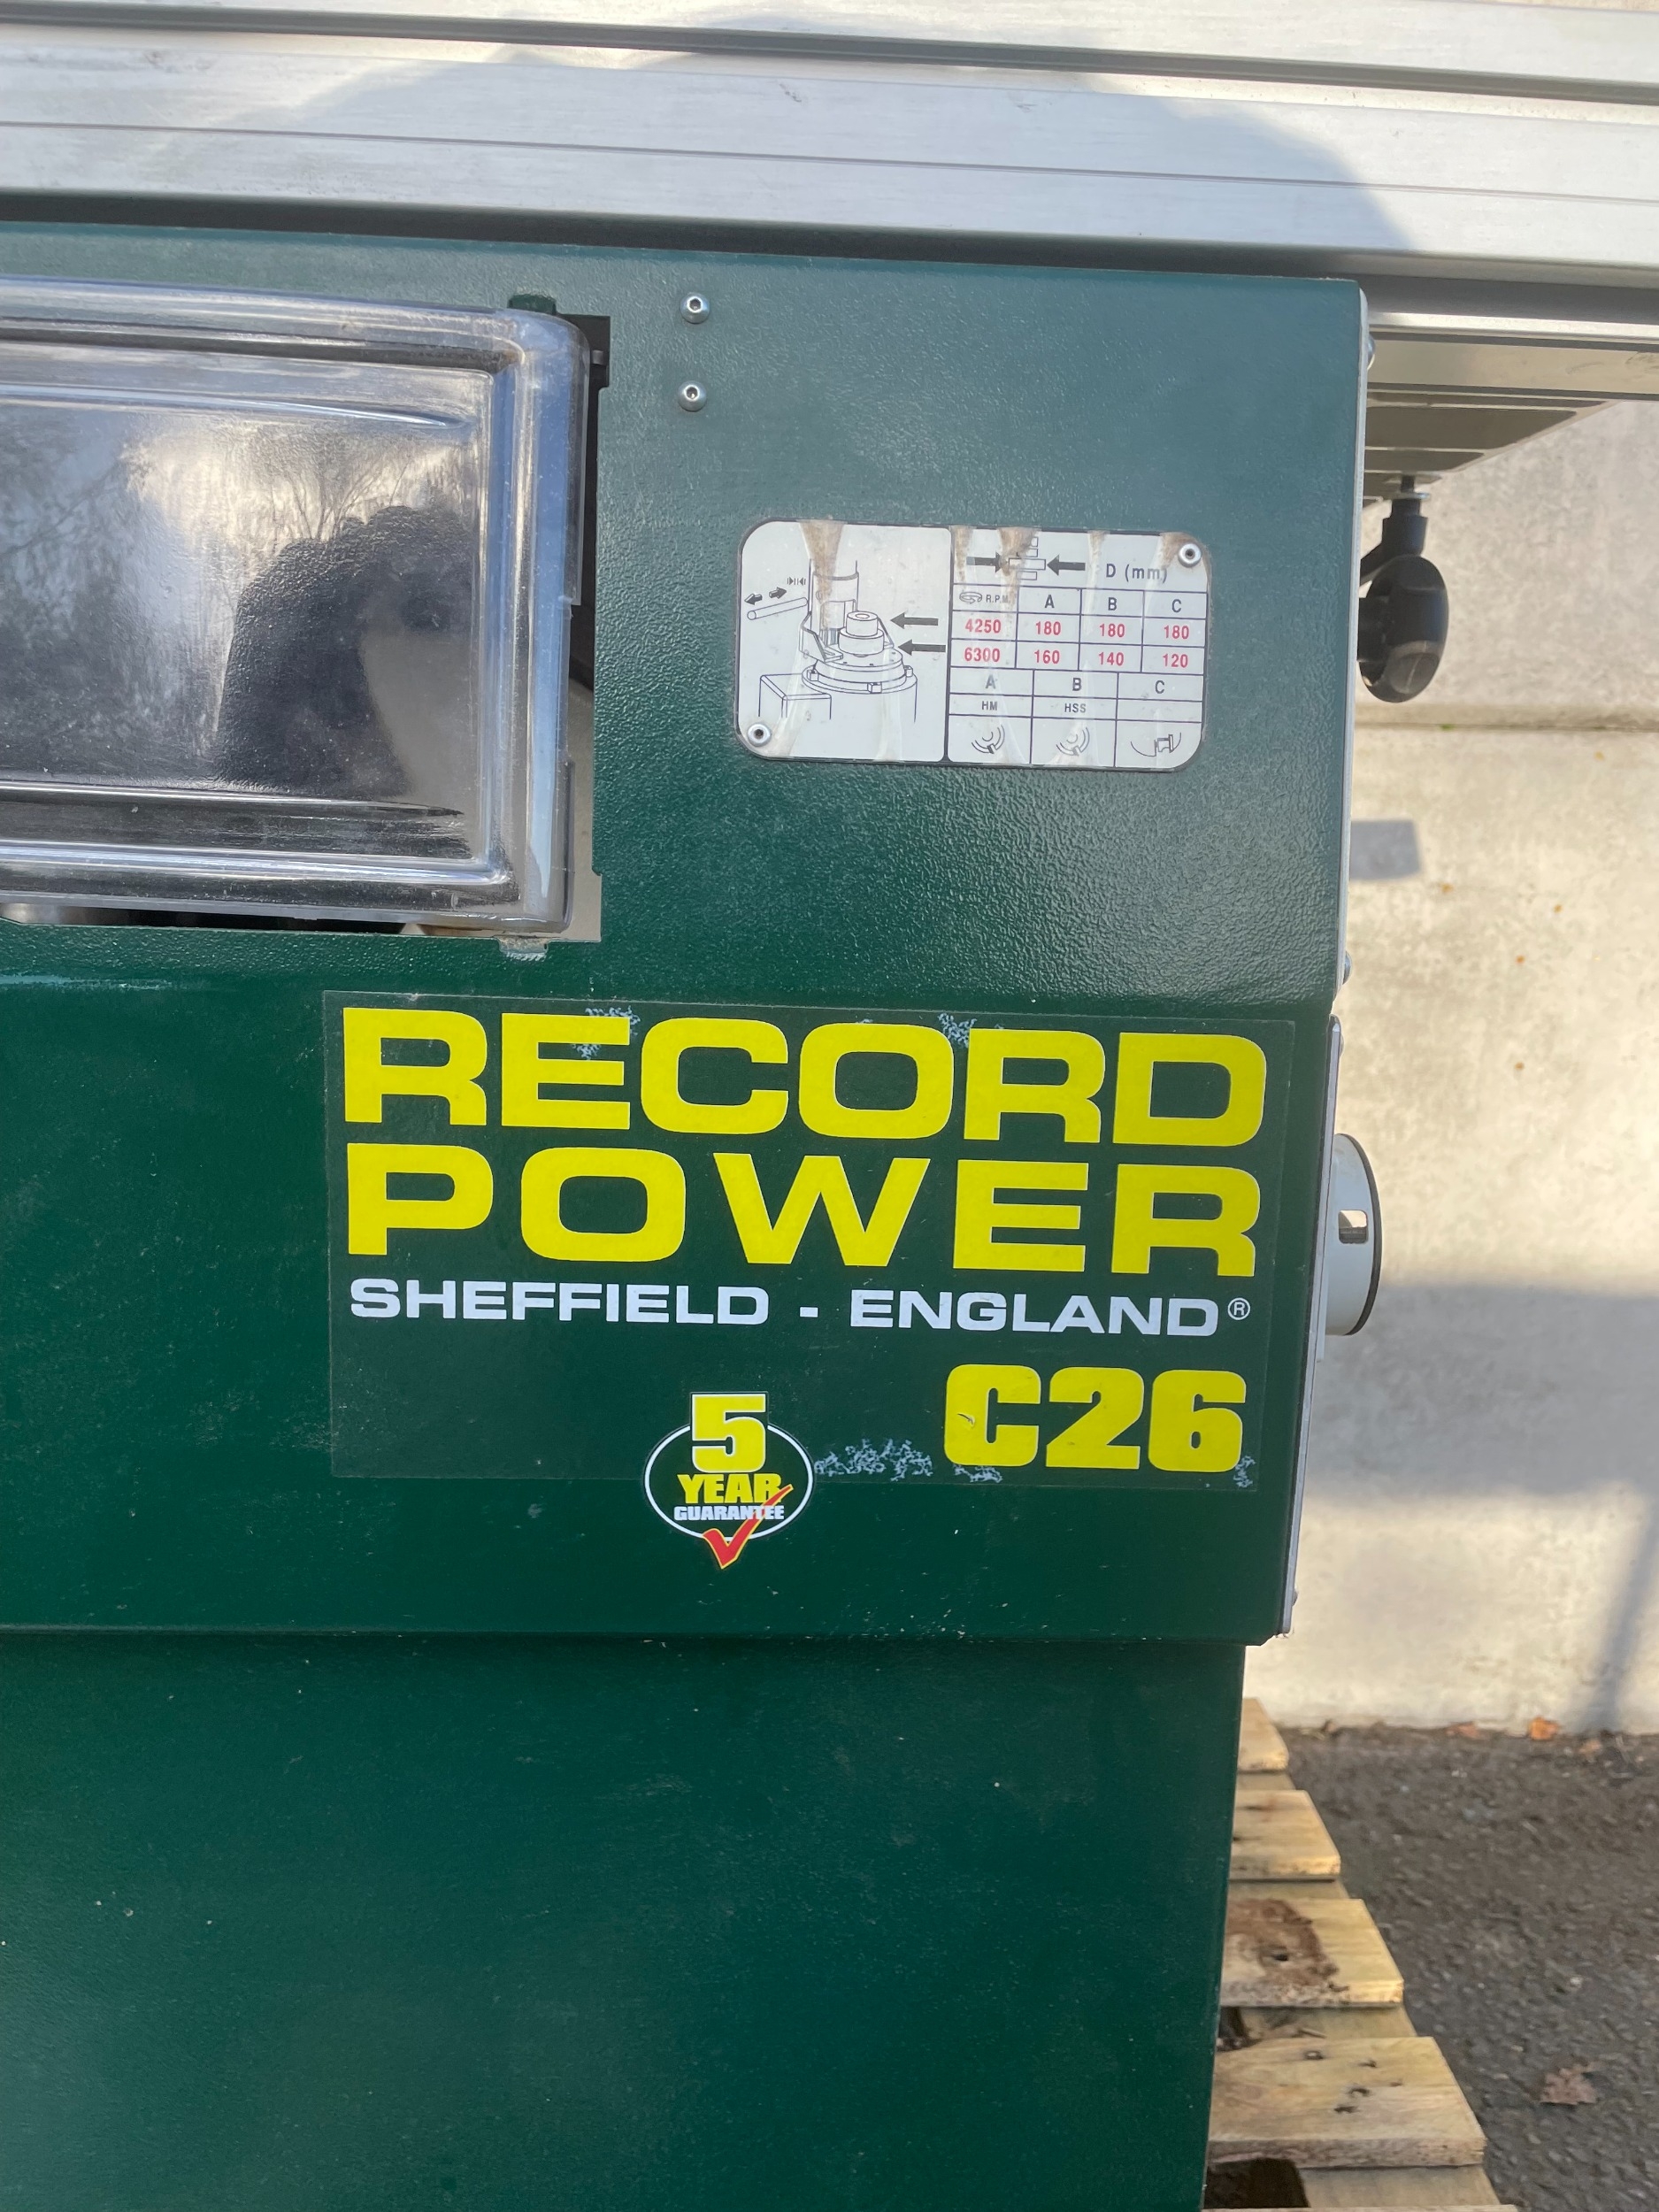 D (mm)
R.P.M. A B C
4250 180 180 180
6300 160 140 120
A B C
HM HSS
RECORD
POWER
SHEFFIELD - ENGLAND®
C26
5
YEAR
GUARANTEE